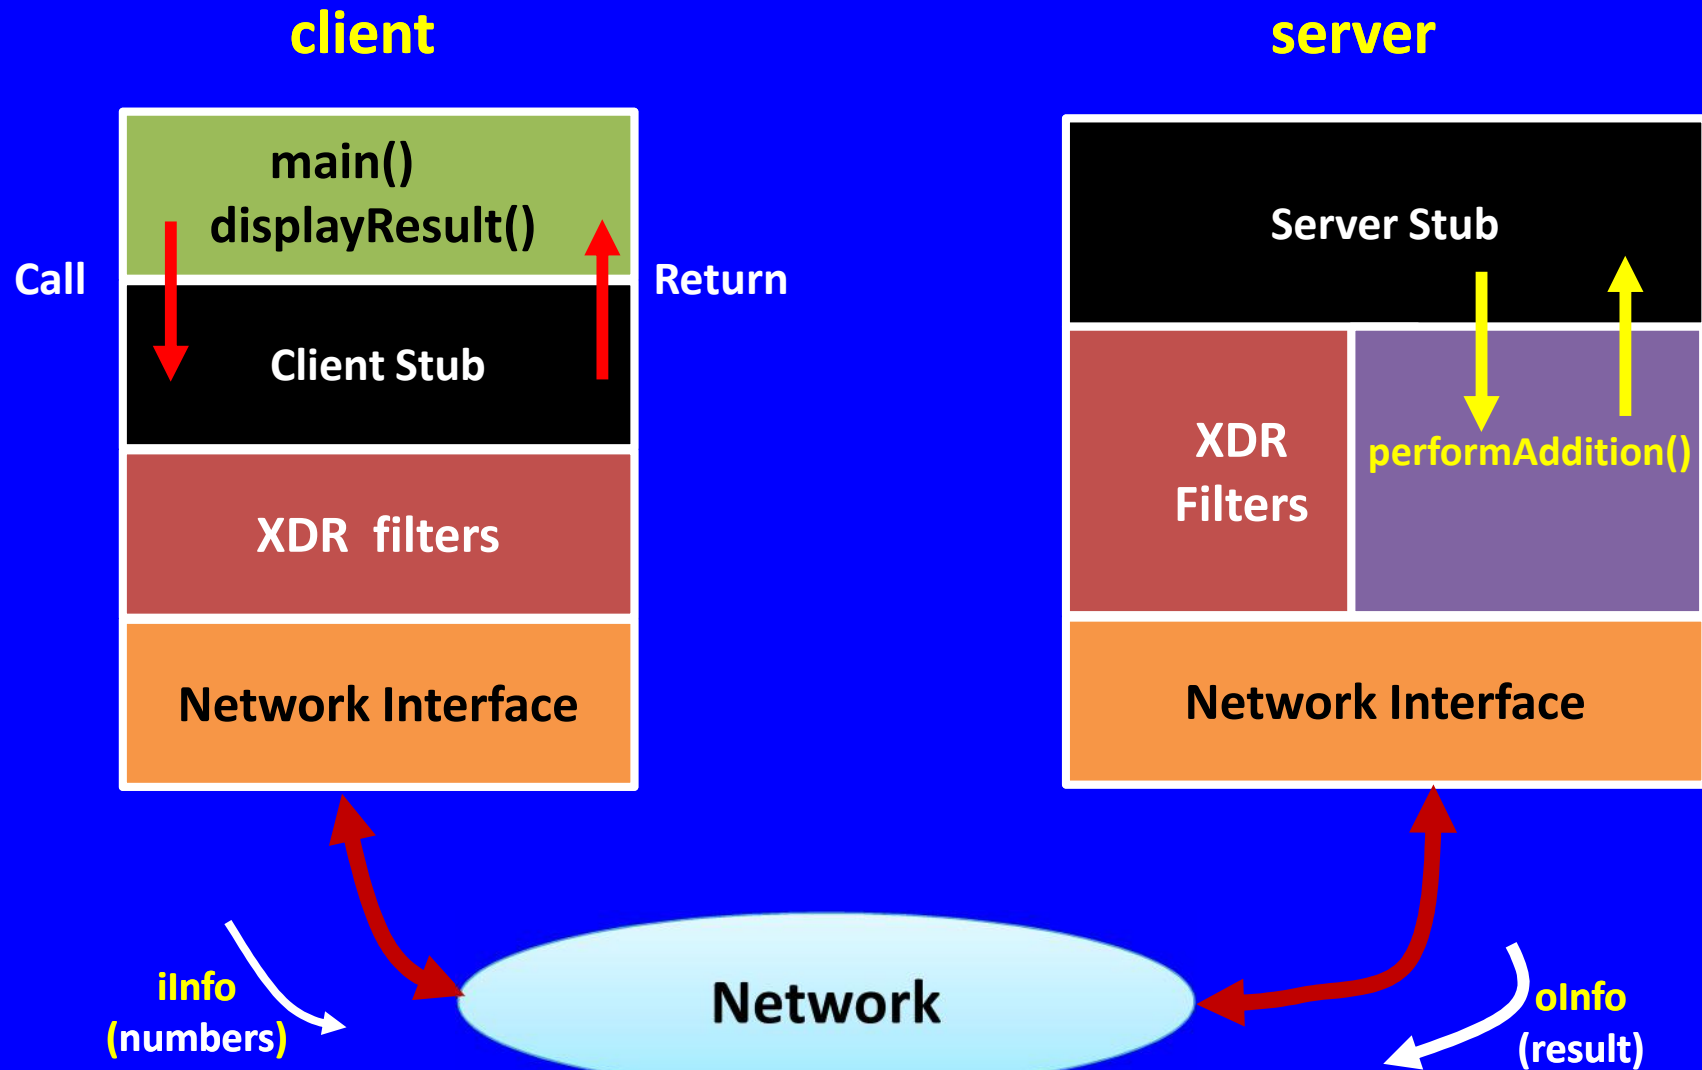 client
server
main()
displayResult()
Call
Return
Client Stub
XDR filters
Network Interface
Server Stub
XDR
Filters
performAddition()
Network Interface
iInfo
(numbers)
Network
oInfo
(result)